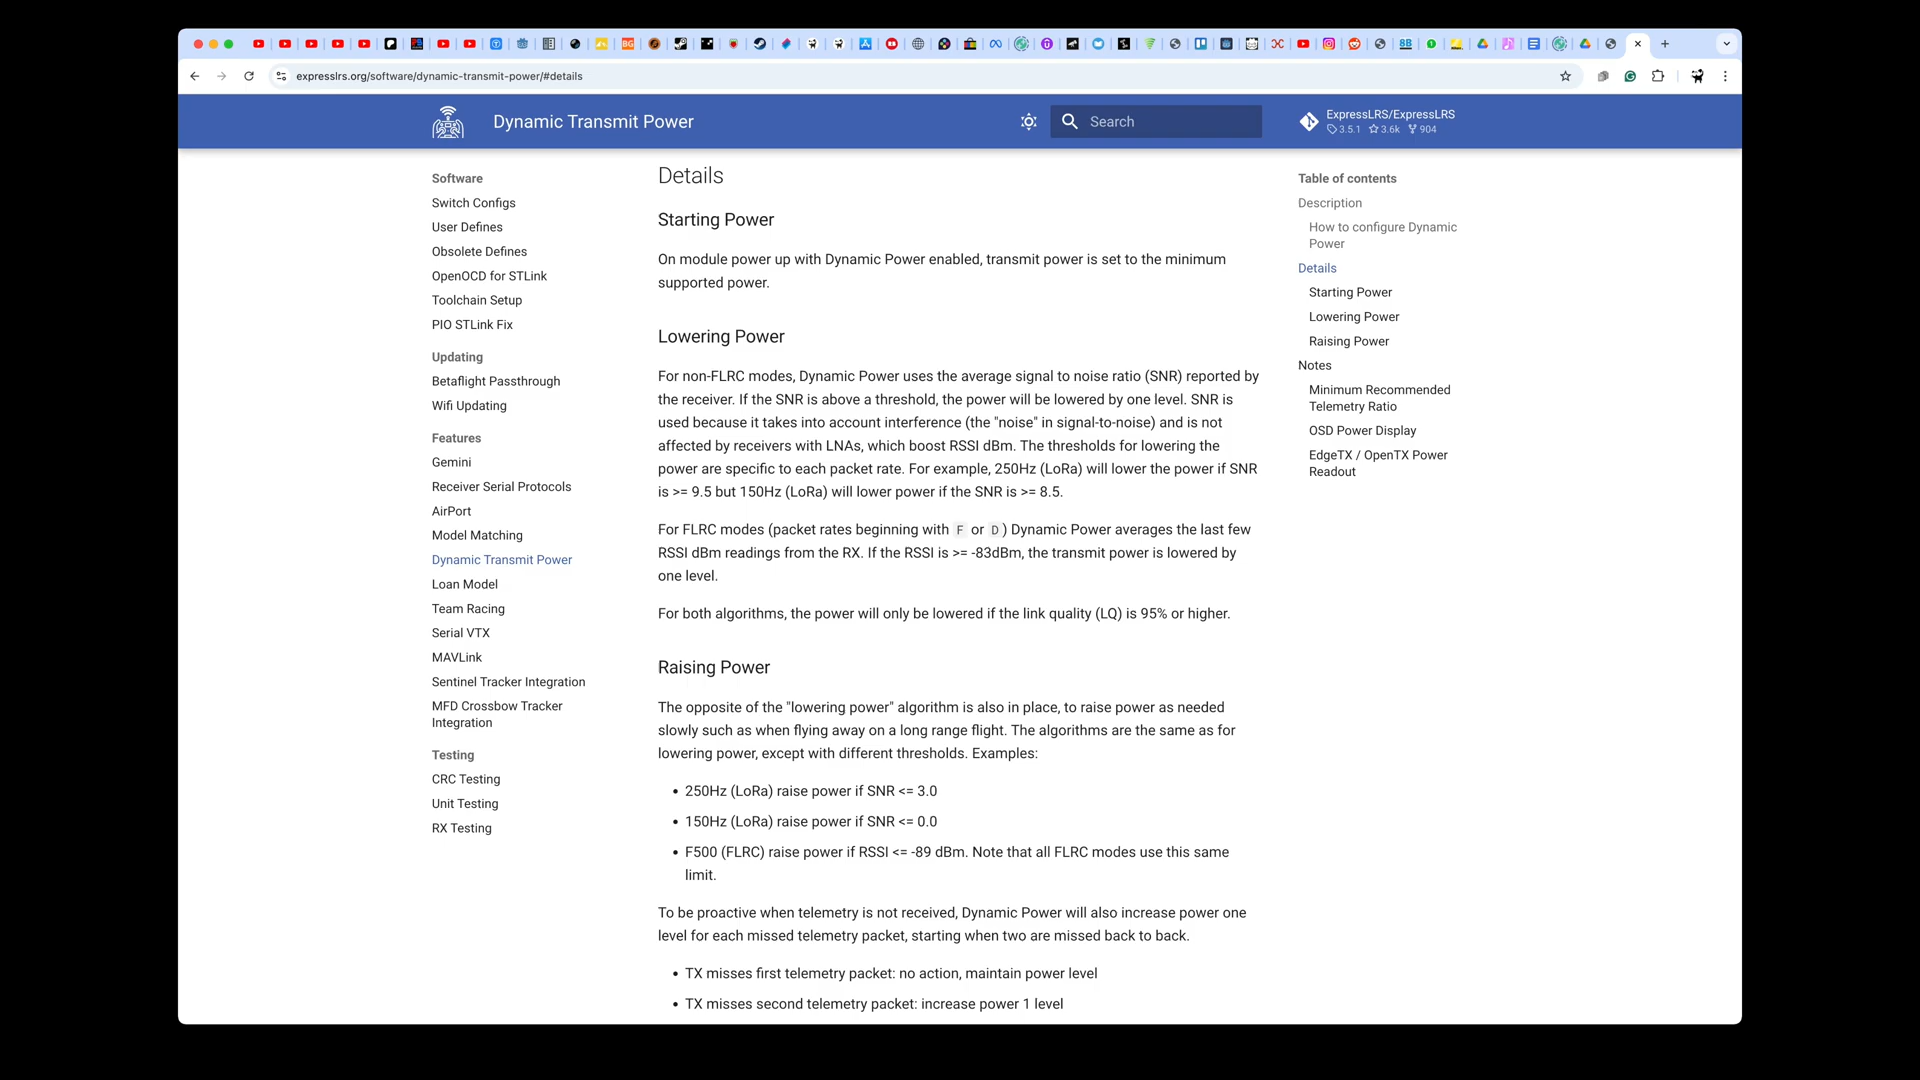 expresslrs.org/software/dynamic-transmit-power/#details
Dynamic Transmit Power
Search
ExpressLRS/ExpressLRS
3.5.1 3.6k 904
Software
Switch Configs
User Defines
Obsolete Defines
OpenOCD for STLink
Toolchain Setup
PIO STLink Fix
Updating
Betaflight Passthrough
Wifi Updating
Features
Gemini
Receiver Serial Protocols
AirPort
Model Matching
Dynamic Transmit Power
Loan Model
Team Racing
Serial VTX
MAVLink
Sentinel Tracker Integration
MFD Crossbow Tracker
Integration
Testing
CRC Testing
Unit Testing
RX Testing
Details
Starting Power
On module power up with Dynamic Power enabled, transmit power is set to the minimum
supported power.
Lowering Power
For non-FLRC modes, Dynamic Power uses the average signal to noise ratio (SNR) reported by
the receiver. If the SNR is above a threshold, the power will be lowered by one level. SNR is
used because it takes into account interference (the "noise" in signal-to-noise) and is not
affected by receivers with LNAs, which boost RSSI dBm. The thresholds for lowering the
power are specific to each packet rate. For example, 250Hz (LoRa) will lower the power if SNR
is >= 9.5 but 150Hz (LoRa) will lower power if the SNR is >= 8.5.
For FLRC modes (packet rates beginning with F or D ) Dynamic Power averages the last few
RSSI dBm readings from the RX. If the RSSI is >= -83dBm, the transmit power is lowered by
one level.
For both algorithms, the power will only be lowered if the link quality (LQ) is 95% or higher.
Raising Power
The opposite of the "lowering power" algorithm is also in place, to raise power as needed
slowly such as when flying away on a long range flight. The algorithms are the same as for
lowering power, except with different thresholds. Examples:
• 250Hz (LoRa) raise power if SNR <= 3.0
• 150Hz (LoRa) raise power if SNR <= 0.0
• F500 (FLRC) raise power if RSSI <= -89 dBm. Note that all FLRC modes use this same
limit.
To be proactive when telemetry is not received, Dynamic Power will also increase power one
level for each missed telemetry packet, starting when two are missed back to back.
• TX misses first telemetry packet: no action, maintain power level
• TX misses second telemetry packet: increase power 1 level
Table of contents
Description
How to configure Dynamic
Power
Details
Starting Power
Lowering Power
Raising Power
Notes
Minimum Recommended
Telemetry Ratio
OSD Power Display
EdgeTX / OpenTX Power
Readout